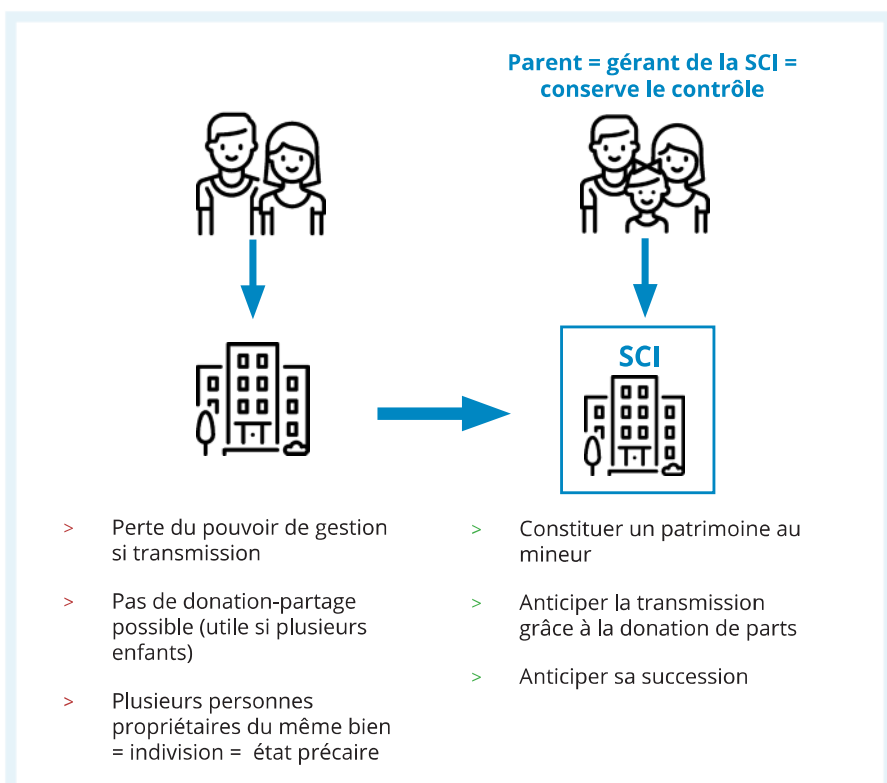 Parent = gérant de la SCI =
conserve le contrôle
SCI
> Perte du pouvoir de gestion
si transmission
> Pas de donation-partage
possible (utile si plusieurs
enfants)
> Plusieurs personnes
propriétaires du même bien
= indivision = état précaire
> Constituer un patrimoine au
mineur
> Anticiper la transmission
grâce à la donation de parts
> Anticiper sa succession